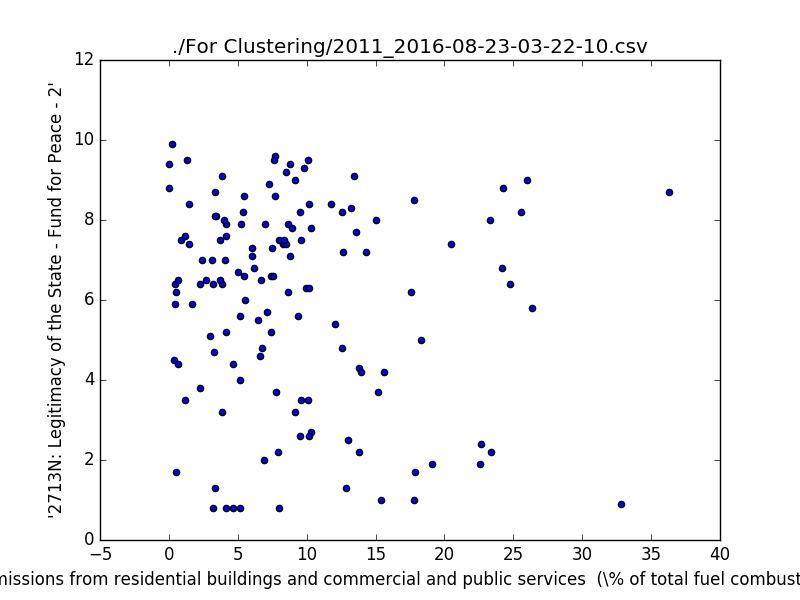 ./For Clustering/2011_2016-08-23-03-22-10.csv
12
10
8
6
4
2
0
'2713N: Legitimacy of the State - Fund for Peace - 2'
−5 0 5 10 15 20 25 30 35 40
missions from residential buildings and commercial and public services (\% of total fuel combust